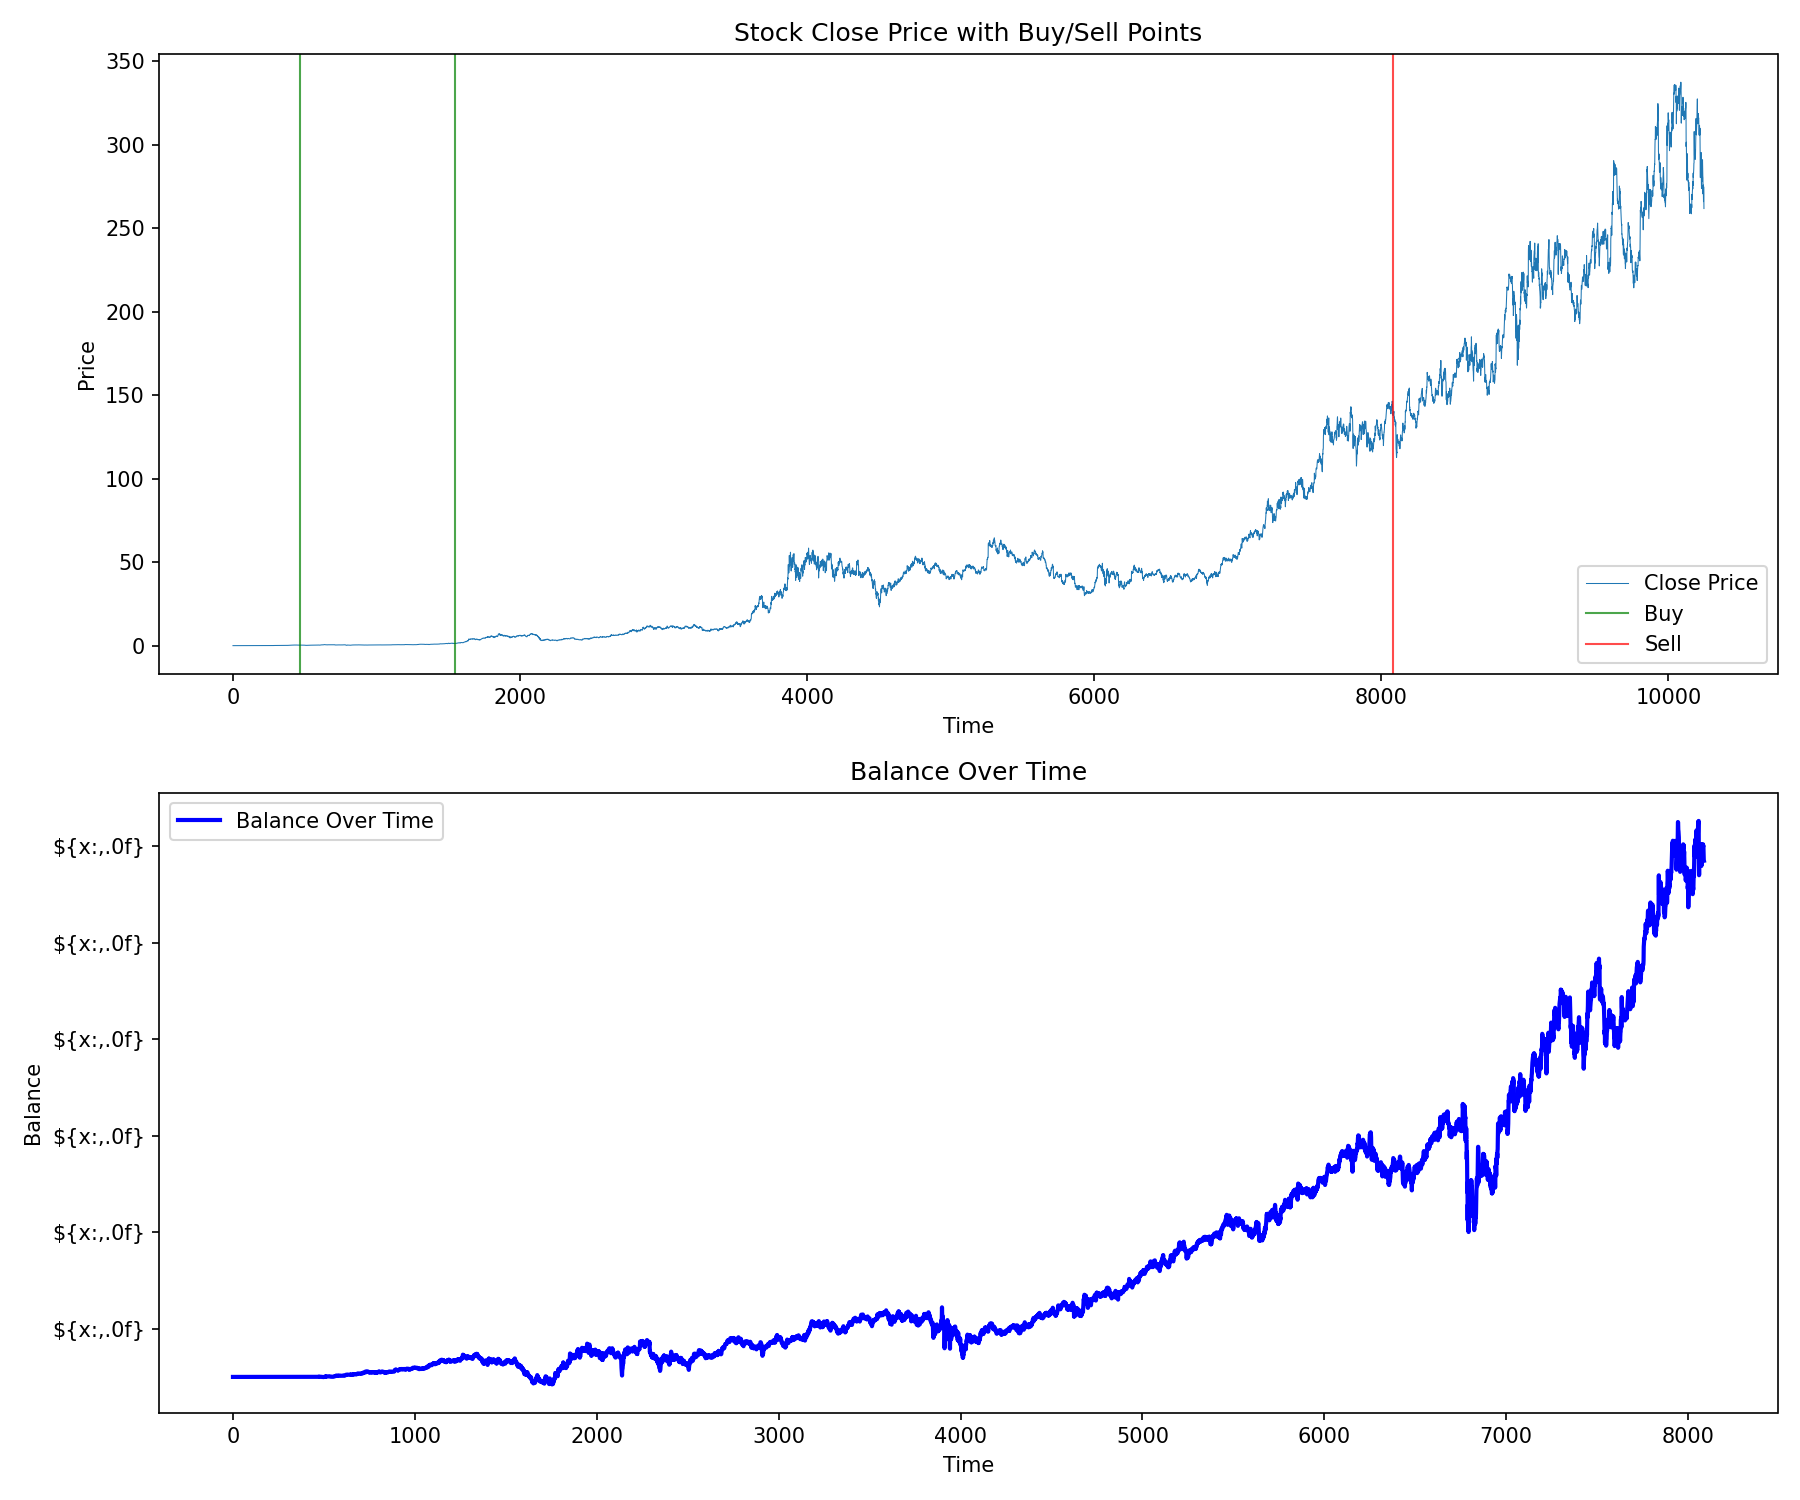 Stock Close Price with Buy/Sell Points
350
300
250
200
150
100
50
0
Price
Close Price
Buy
Sell
0 2000 4000 6000 8000 10000
Time
Balance Over Time
Balance Over Time
${x:,.0f}
${x:,.0f}
${x:,.0f}
${x:,.0f}
${x:,.0f}
${x:,.0f}
Balance
0 1000 2000 3000 4000 5000 6000 7000 8000
Time